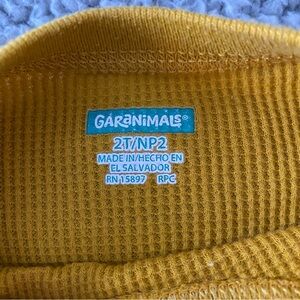 GARANIMALS®
2T/NP2
MADE IN/HECHO EN
EL SALVADOR
RN 15897 RPC